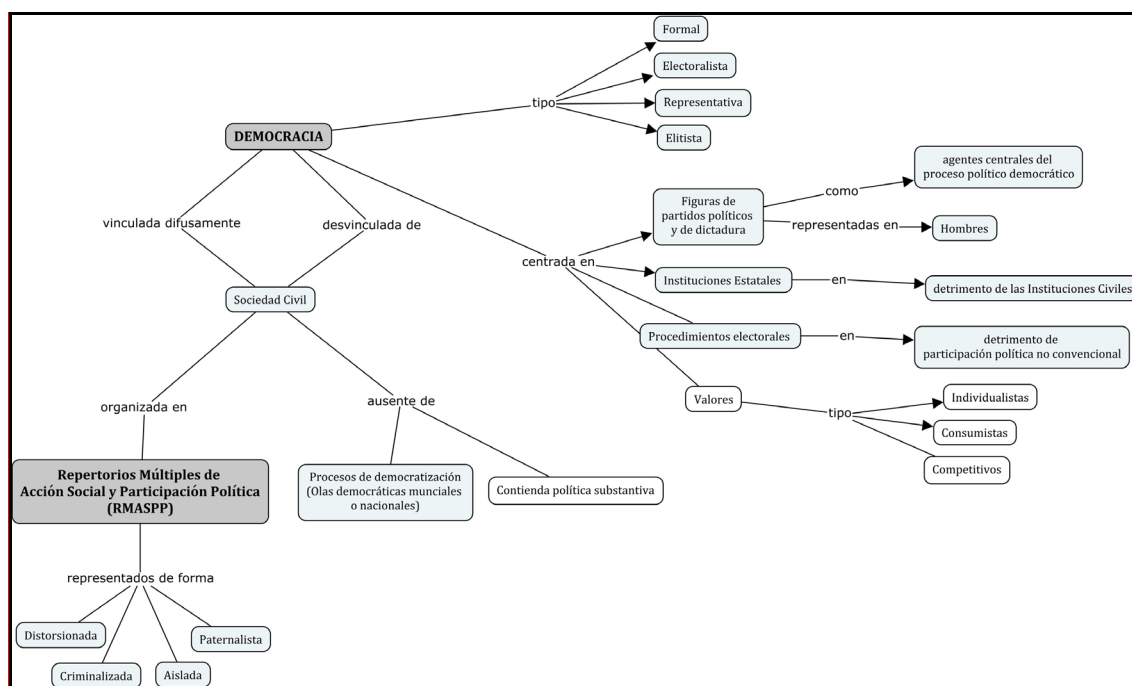 Formal
Electoralista
tipo
Representativa
DEMOCRACIA
Elitista
agentes centrales del
proceso político democrático
como
Figuras de
partidos políticos
y de dictadura
representadas en
Hombres
vinculada difusamente
desvinculada de
centrada en
Instituciones Estatales
en
detrimento de las Instituciones Civiles
Sociedad Civil
Procedimientos electorales
en
detrimento de
participación política no convencional
Valores
tipo
Individualistas
Consumistas
Competitivos
organizada en
ausente de
Repertorios Múltiples de
Acción Social y Participación Política
(RMASPP)
Procesos de democratización
(Olas democráticas munciales
o nacionales)
Contienda política substantiva
representados de forma
Distorsionada
Paternalista
Criminalizada
Aislada